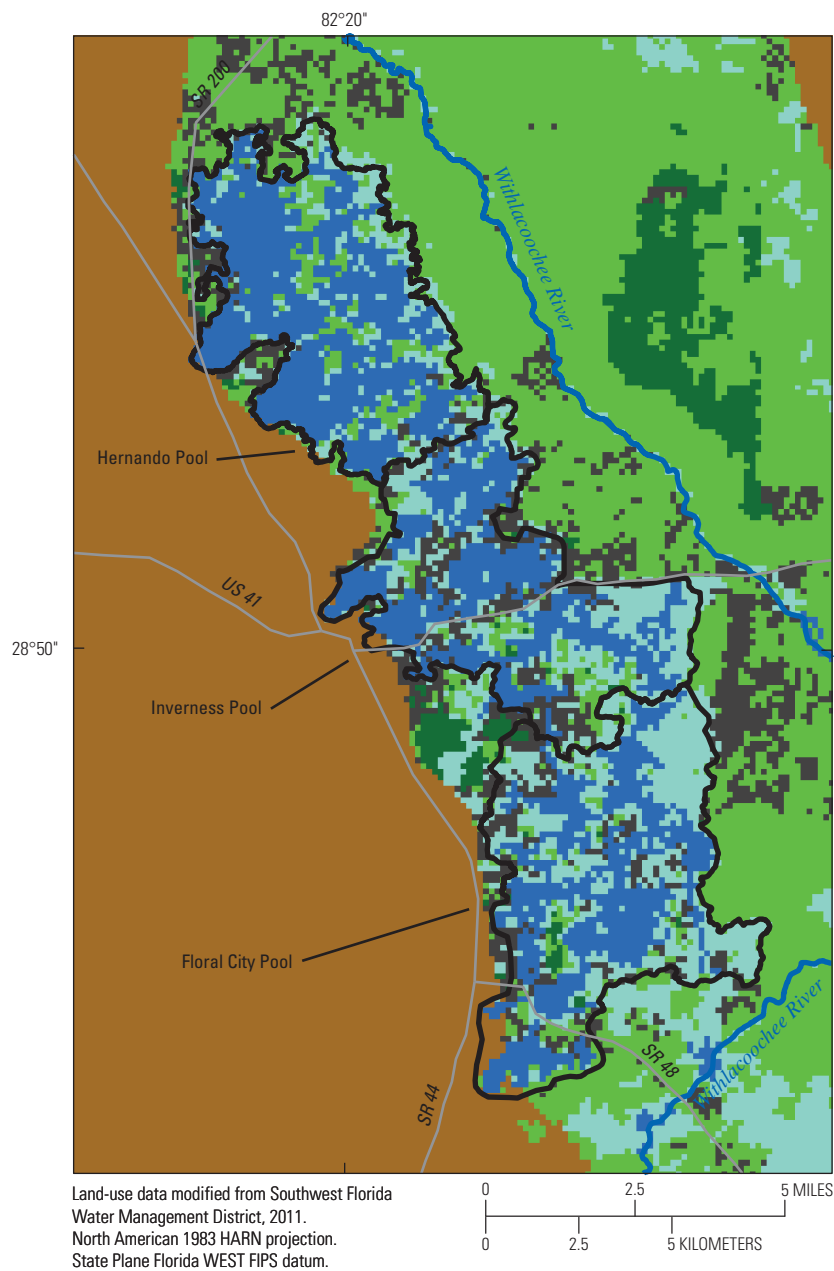 82°20"
SR 200
Withlacoochee River
Hernando Pool
US 41
28°50"
Inverness Pool
Floral City Pool
Withlacoochee River
SR 48
SR 44
Land-use data modified from Southwest Florida
Water Management District, 2011.
North American 1983 HARN projection.
State Plane Florida WEST FIPS datum.
0 2.5 5 MILES
0 2.5 5 KILOMETERS